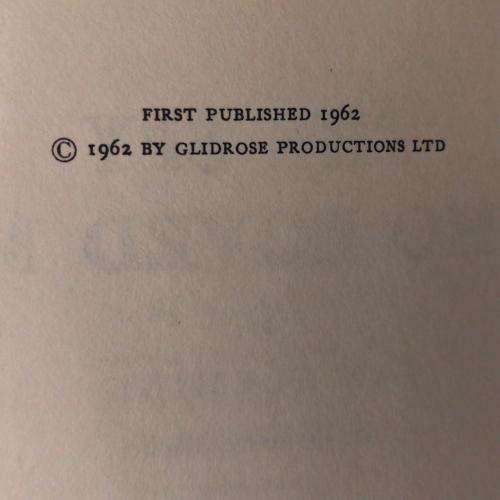 FIRST PUBLISHED 1962
© 1962 BY GLIDROSE PRODUCTIONS LTD